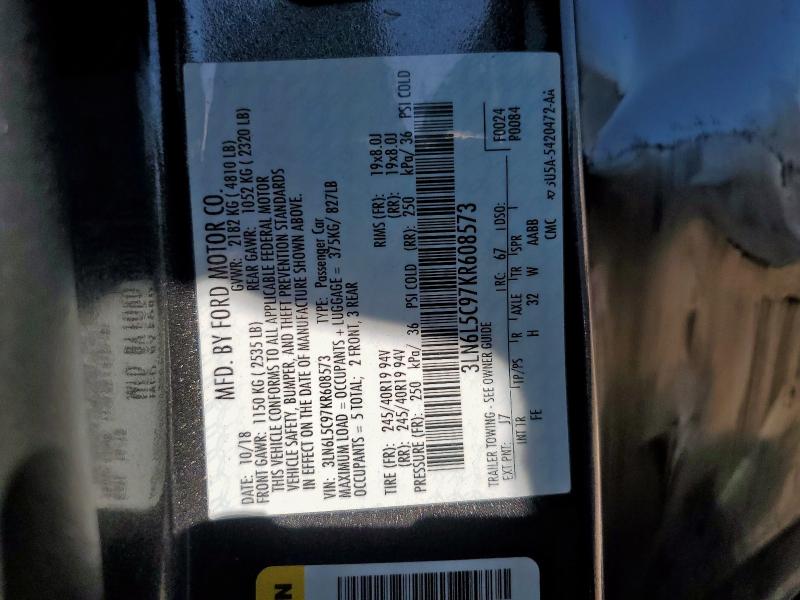 MFD. BY FORD MOTOR CO.
DATE: 10/18 GVWR: 2182 KG ( 4810 LB)
FRONT GAWR: 1150 KG ( 2535 LB) REAR GAWR: 1052 KG ( 2320 LB)
THIS VEHICLE CONFORMS TO ALL APPLICABLE FEDERAL MOTOR
VEHICLE SAFETY, BUMPER, AND THEFT PREVENTION STANDARDS
IN EFFECT ON THE DATE OF MANUFACTURE SHOWN ABOVE.
VIN: 3LN6L5C97KR608573 TYPE: Passenger Car
MAXIMUM LOAD = OCCUPANTS + LUGGAGE = 375KG/ 827LB
OCCUPANTS = 5 TOTAL; 2 FRONT, 3 REAR
TIRE (FR): 245/40R19 94V RIMS (FR): 19x8.0J
(RR): 245/40R19 94V (RR): 19x8.0J
PRESSURE (FR): 250 kPa/ 36 PSI COLD (RR): 250 kPa/ 36 PSI COLD
3LN6L5C97KR608573
TRAILER TOWING - SEE OWNER GUIDE F0024
EXT PNT: J7 RC: 67 DSO: P0084
INT TR TP/PS R AXLE TR SPR
FE H 32 W AABB
CMC 5U5A-5420472-AA